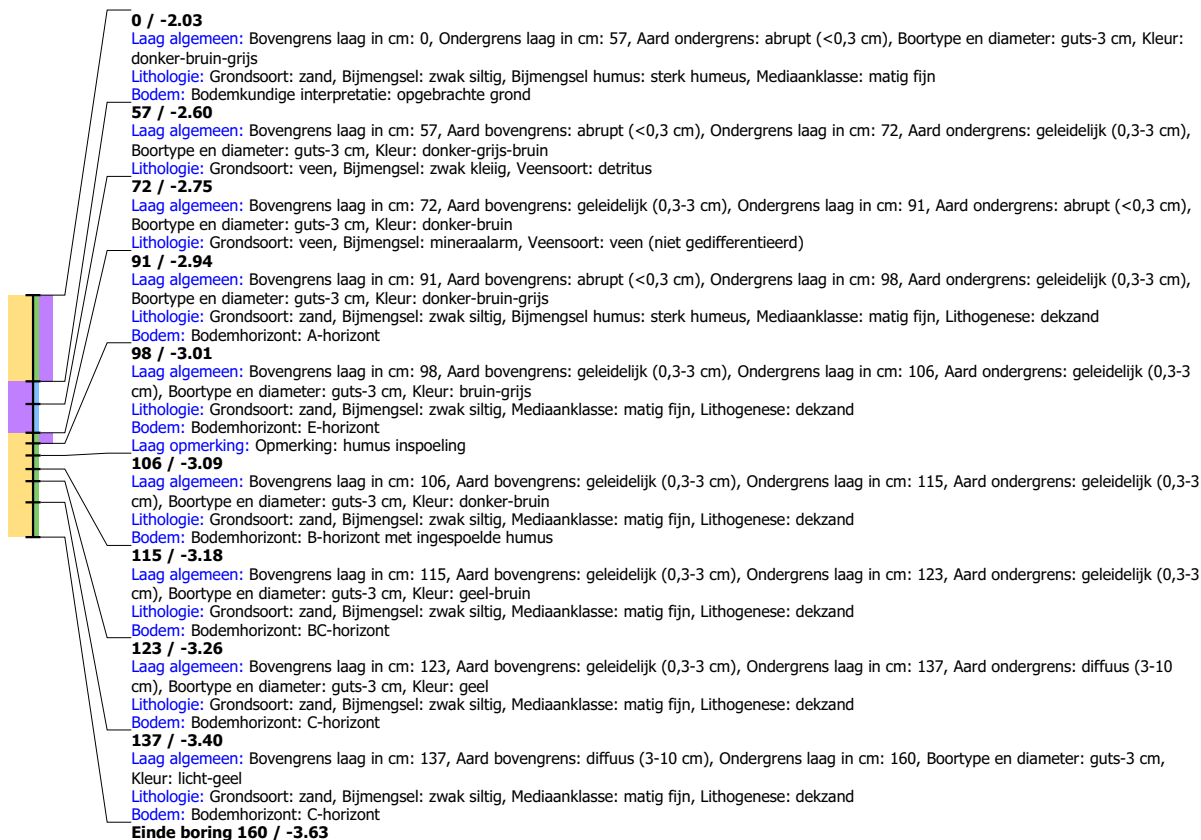 0 / -2.03
Laag algemeen: Bovengrens laag in cm: 0, Ondergrens laag in cm: 57, Aard ondergrens: abrupt (<0,3 cm), Boortype en diameter: guts-3 cm, Kleur:
donker-bruin-grijs
Lithologie: Grondsoort: zand, Bijmengsel: zwak siltig, Bijmengsel humus: sterk humeus, Mediaanklasse: matig fijn
Bodem: Bodemkundige interpretatie: opgebrachte grond
57 / -2.60
Laag algemeen: Bovengrens laag in cm: 57, Aard bovengrens: abrupt (<0,3 cm), Ondergrens laag in cm: 72, Aard ondergrens: geleidelijk (0,3-3 cm),
Boortype en diameter: guts-3 cm, Kleur: donker-grijs-bruin
Lithologie: Grondsoort: veen, Bijmengsel: zwak kleiig, Veensoort: detritus
72 / -2.75
Laag algemeen: Bovengrens laag in cm: 72, Aard bovengrens: geleidelijk (0,3-3 cm), Ondergrens laag in cm: 91, Aard ondergrens: abrupt (<0,3 cm),
Boortype en diameter: guts-3 cm, Kleur: donker-bruin
Lithologie: Grondsoort: veen, Bijmengsel: mineraalarm, Veensoort: veen (niet gedifferentieerd)
91 / -2.94
Laag algemeen: Bovengrens laag in cm: 91, Aard bovengrens: abrupt (<0,3 cm), Ondergrens laag in cm: 98, Aard ondergrens: geleidelijk (0,3-3 cm),
Boortype en diameter: guts-3 cm, Kleur: donker-bruin-grijs
Lithologie: Grondsoort: zand, Bijmengsel: zwak siltig, Bijmengsel humus: sterk humeus, Mediaanklasse: matig fijn, Lithogenese: dekzand
Bodem: Bodemhorizont: A-horizont
98 / -3.01
Laag algemeen: Bovengrens laag in cm: 98, Aard bovengrens: geleidelijk (0,3-3 cm), Ondergrens laag in cm: 106, Aard ondergrens: geleidelijk (0,3-3
cm), Boortype en diameter: guts-3 cm, Kleur: bruin-grijs
Lithologie: Grondsoort: zand, Bijmengsel: zwak siltig, Mediaanklasse: matig fijn, Lithogenese: dekzand
Bodem: Bodemhorizont: E-horizont
Laag opmerking: Opmerking: humus inspoeling
106 / -3.09
Laag algemeen: Bovengrens laag in cm: 106, Aard bovengrens: geleidelijk (0,3-3 cm), Ondergrens laag in cm: 115, Aard ondergrens: geleidelijk (0,3-3
cm), Boortype en diameter: guts-3 cm, Kleur: donker-bruin
Lithologie: Grondsoort: zand, Bijmengsel: zwak siltig, Mediaanklasse: matig fijn, Lithogenese: dekzand
Bodem: Bodemhorizont: B-horizont met ingespoelde humus
115 / -3.18
Laag algemeen: Bovengrens laag in cm: 115, Aard bovengrens: geleidelijk (0,3-3 cm), Ondergrens laag in cm: 123, Aard ondergrens: geleidelijk (0,3-3
cm), Boortype en diameter: guts-3 cm, Kleur: geel-bruin
Lithologie: Grondsoort: zand, Bijmengsel: zwak siltig, Mediaanklasse: matig fijn, Lithogenese: dekzand
Bodem: Bodemhorizont: BC-horizont
123 / -3.26
Laag algemeen: Bovengrens laag in cm: 123, Aard bovengrens: geleidelijk (0,3-3 cm), Ondergrens laag in cm: 137, Aard ondergrens: diffuus (3-10
cm), Boortype en diameter: guts-3 cm, Kleur: geel
Lithologie: Grondsoort: zand, Bijmengsel: zwak siltig, Mediaanklasse: matig fijn, Lithogenese: dekzand
Bodem: Bodemhorizont: C-horizont
137 / -3.40
Laag algemeen: Bovengrens laag in cm: 137, Aard bovengrens: diffuus (3-10 cm), Ondergrens laag in cm: 160, Boortype en diameter: guts-3 cm,
Kleur: licht-geel
Lithologie: Grondsoort: zand, Bijmengsel: zwak siltig, Mediaanklasse: matig fijn, Lithogenese: dekzand
Bodem: Bodemhorizont: C-horizont
Einde boring 160 / -3.63